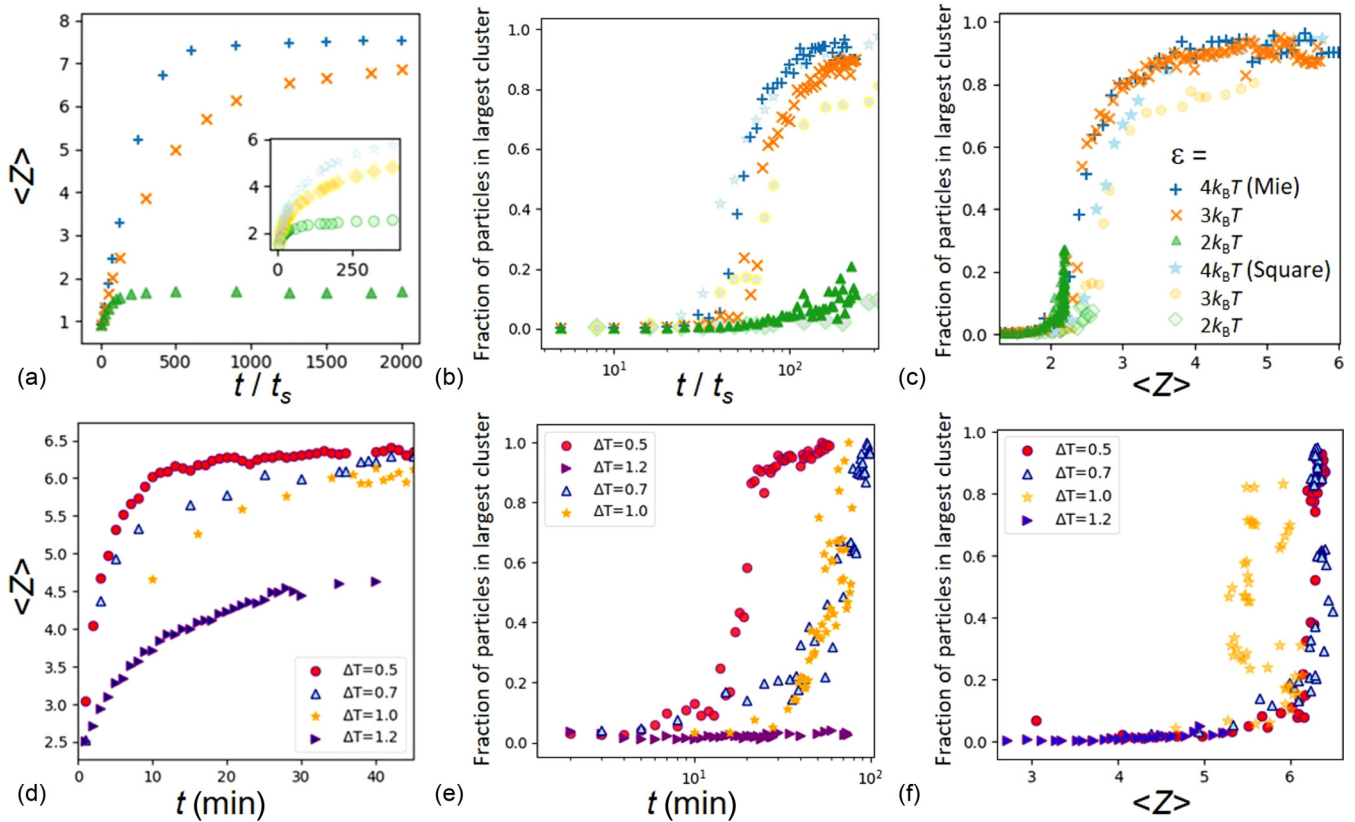 8
7
6
5
4
3
2
1
<Z>
6
4
2
0
250
0
500
1000
1500
2000
(a)
t / ts
1.0
0.8
0.6
0.4
0.2
0.0
Fraction of particles in largest cluster
10¹
10²
(b)
t / ts
1.0
0.8
0.6
0.4
0.2
0.0
Fraction of particles in largest cluster
ε =
4kBT (Mie)
3kBT
2kBT
4kBT (Square)
3kBT
2kBT
2
3
4
5
6
(c)
<Z>
6.5
6.0
5.5
5.0
4.5
4.0
3.5
3.0
2.5
<Z>
ΔT=0.5
ΔT=0.7
ΔT=1.0
ΔT=1.2
0
10
20
30
40
(d)
t (min)
1.0
0.8
0.6
0.4
0.2
0.0
Fraction of particles in largest cluster
ΔT=0.5
ΔT=1.2
ΔT=0.7
ΔT=1.0
10¹
10²
(e)
t (min)
1.0
0.8
0.6
0.4
0.2
0.0
Fraction of particles in largest cluster
ΔT=0.5
ΔT=0.7
ΔT=1.0
ΔT=1.2
3
4
5
6
(f)
<Z>